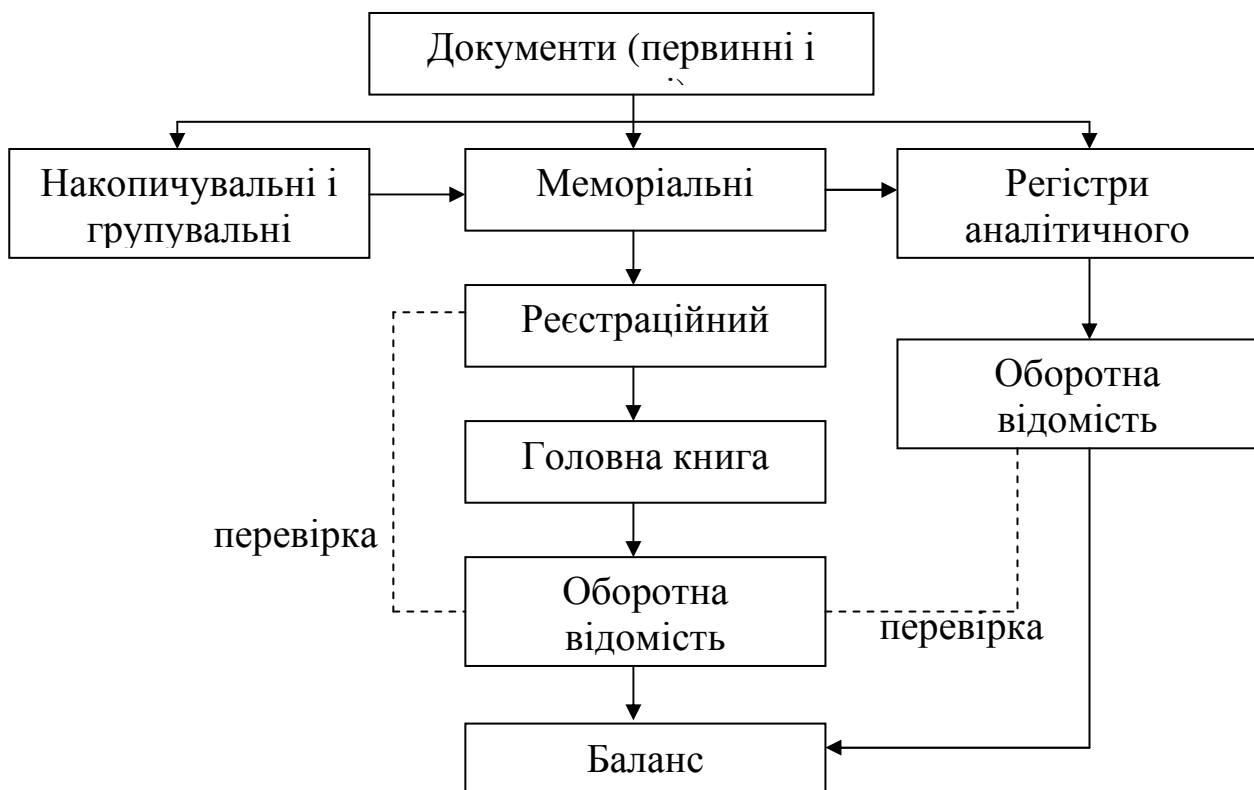 Документи (первинні і
Накопичувальні і
групувальні
Меморіальні
Регістри
аналітичного
Реєстраційний
Оборотна
відомість
Головна книга
перевірка
Оборотна
відомість
перевірка
Баланс